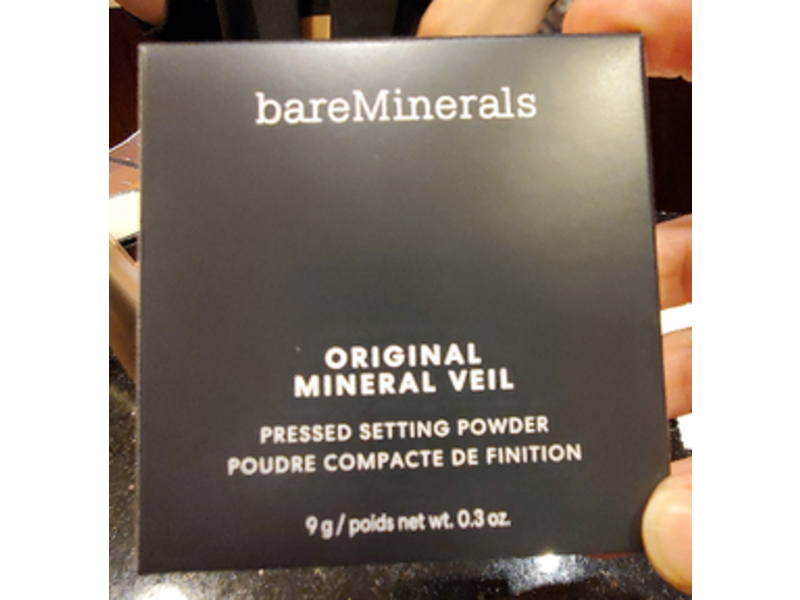 bareMinerals
ORIGINAL
MINERAL VEIL
PRESSED SETTING POWDER
POUDRE COMPACTE DE FINITION
9 g / poids net wt. 0.3 oz.